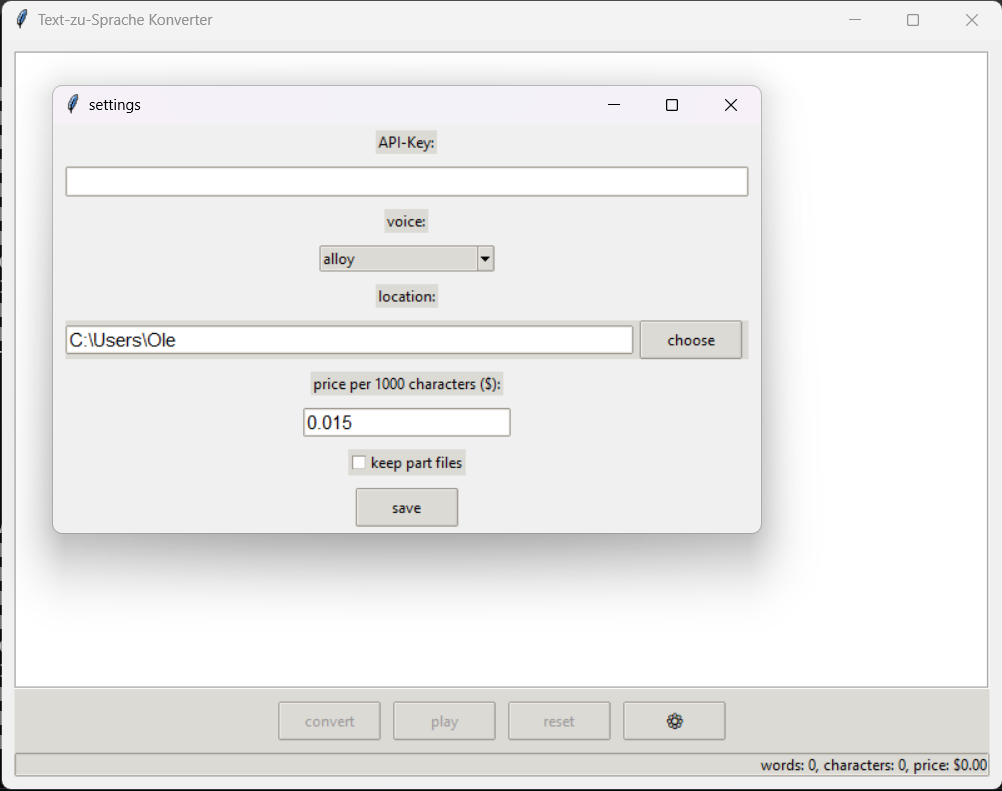 Text-zu-Sprache Konverter
settings
API-Key:
voice:
alloy
location:
C:\Users\Ole
choose
price per 1000 characters ($):
0.015
keep part files
save
convert play reset
words: 0, characters: 0, price: $0.00